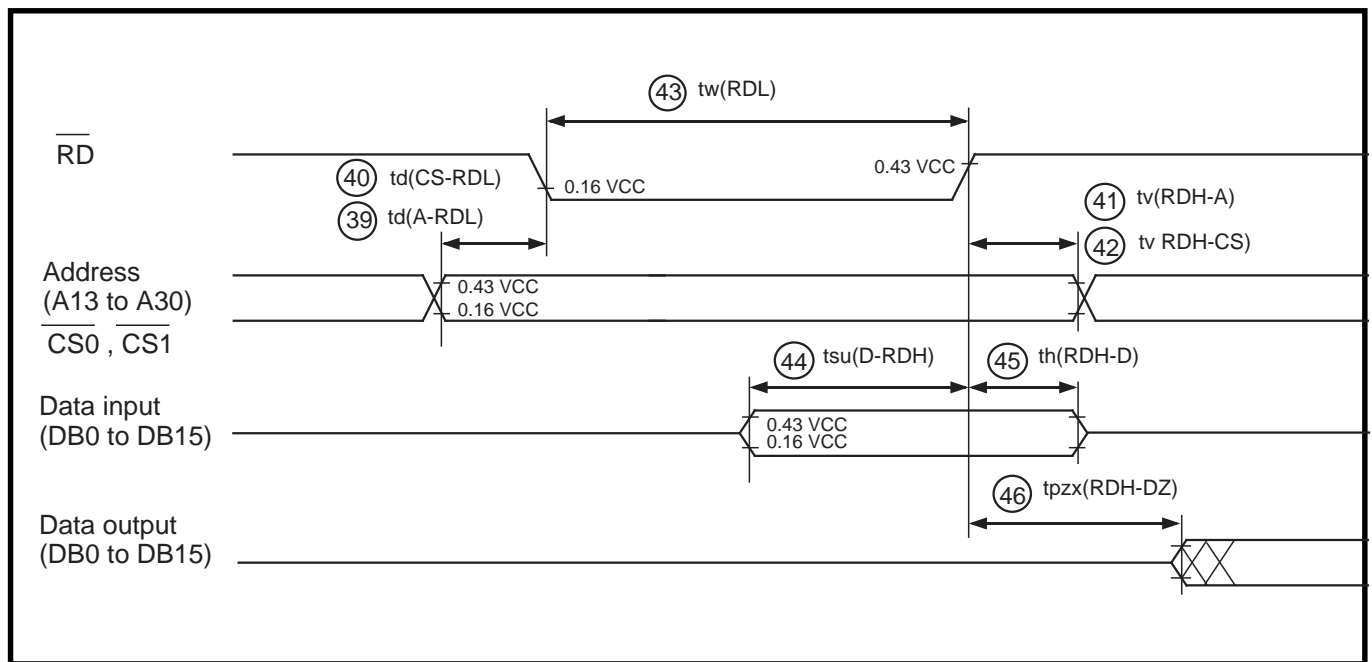 43 tw(RDL)
RD
0.43 VCC
40 td(CS-RDL)
0.16 VCC
41 tv(RDH-A)
39 td(A-RDL)
42 tv RDH-CS)
Address
(A13 to A30)
CS0 , CS1
0.43 VCC
0.16 VCC
44 tsu(D-RDH)
45 th(RDH-D)
Data input
(DB0 to DB15)
0.43 VCC
0.16 VCC
46 tpzx(RDH-DZ)
Data output
(DB0 to DB15)